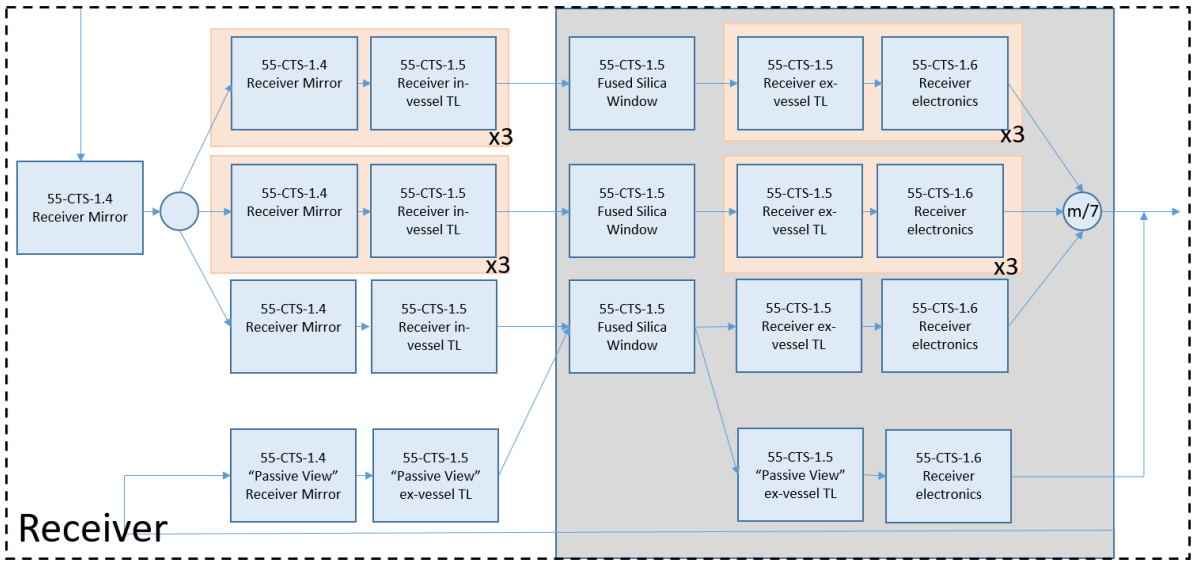 55-CTS-1.4
Receiver Mirror
55-CTS-1.5
Receiver in-
vessel TL
x3
55-CTS-1.5
Fused Silica
Window
55-CTS-1.5
Receiver ex-
vessel TL
55-CTS-1.6
Receiver
electronics
x3
55-CTS-1.4
Receiver Mirror
55-CTS-1.4
Receiver Mirror
55-CTS-1.5
Receiver in-
vessel TL
x3
55-CTS-1.5
Fused Silica
Window
55-CTS-1.5
Receiver ex-
vessel TL
55-CTS-1.6
Receiver
electronics
x3
m/7
55-CTS-1.4
Receiver Mirror
55-CTS-1.5
Receiver in-
vessel TL
55-CTS-1.5
Fused Silica
Window
55-CTS-1.5
Receiver ex-
vessel TL
55-CTS-1.6
Receiver
electronics
55-CTS-1.4
“Passive View”
Receiver Mirror
55-CTS-1.5
“Passive View”
ex-vessel TL
55-CTS-1.5
“Passive View”
ex-vessel TL
55-CTS-1.6
Receiver
electronics
Receiver